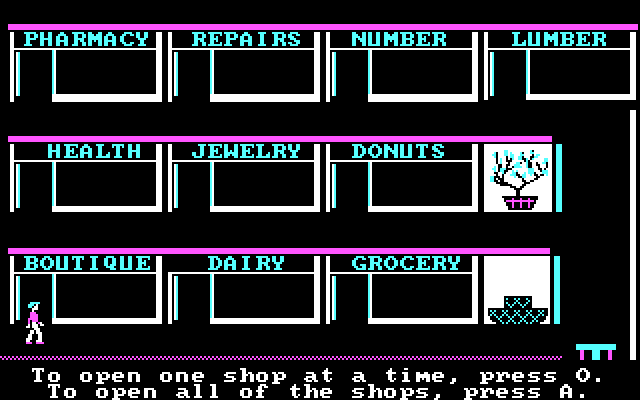 PHARMACY REPAIRS NUMBER LUMBER
HEALTH JEWELRY DONUTS
BOUTIQUE DAIRY GROCERY
To open one shop at a time, press O.
To open all of the shops, press A.